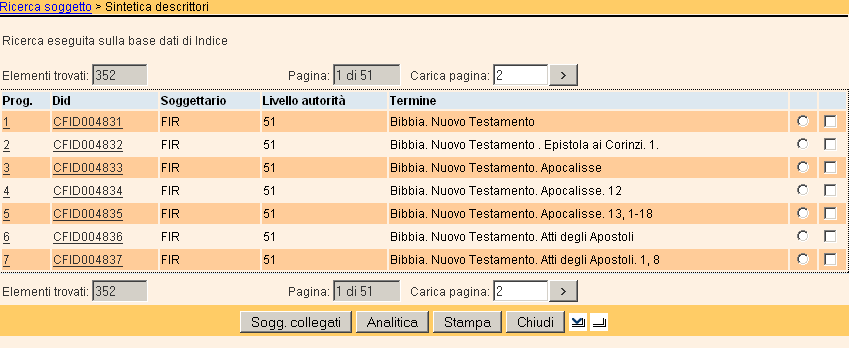 Ricerca soggetto > Sintetica descrittori
Ricerca eseguita sulla base dati di Indice
Elementi trovati: 352 Pagina: 1 di 51 Carica pagina: 2 >
Prog. Did Soggettario Livello autorità Termine
1 CFID004831 FIR 51 Bibbia. Nuovo Testamento
2 CFID004832 FIR 51 Bibbia. Nuovo Testamento . Epistola ai Corinzi. 1.
3 CFID004833 FIR 51 Bibbia. Nuovo Testamento. Apocalisse
4 CFID004834 FIR 51 Bibbia. Nuovo Testamento. Apocalisse. 12
5 CFID004835 FIR 51 Bibbia. Nuovo Testamento. Apocalisse. 13, 1-18
6 CFID004836 FIR 51 Bibbia. Nuovo Testamento. Atti degli Apostoli
7 CFID004837 FIR 51 Bibbia. Nuovo Testamento. Atti degli Apostoli. 1, 8
Elementi trovati: 352 Pagina: 1 di 51 Carica pagina: 2 >
Sogg. collegati Analitica Stampa Chiudi